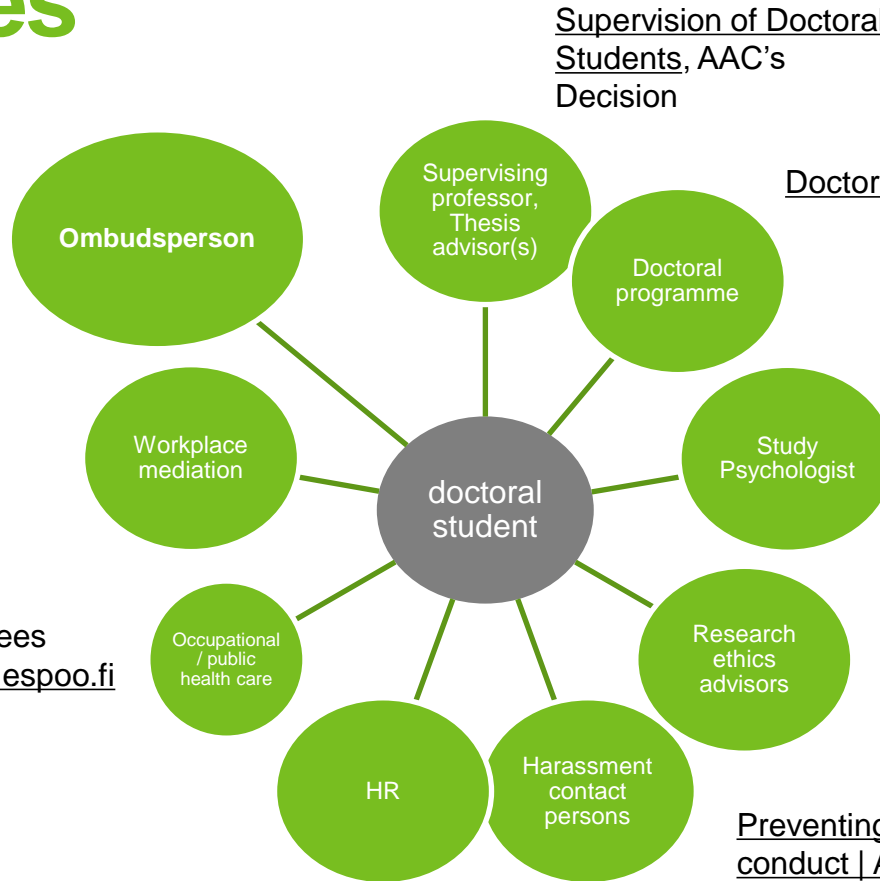 es
Supervision of Doctoral
Students, AAC's
Decision
Supervising
professor,
Thesis
advisor(s)
Doctor
Ombudsperson
Doctoral
programme
Workplace
mediation
Study
Psychologist
doctoral
student
ees
espoo.fi
Occupational
/ public
health care
Research
ethics
advisors
HR
Harassment
contact
persons
Preventing
conduct | A